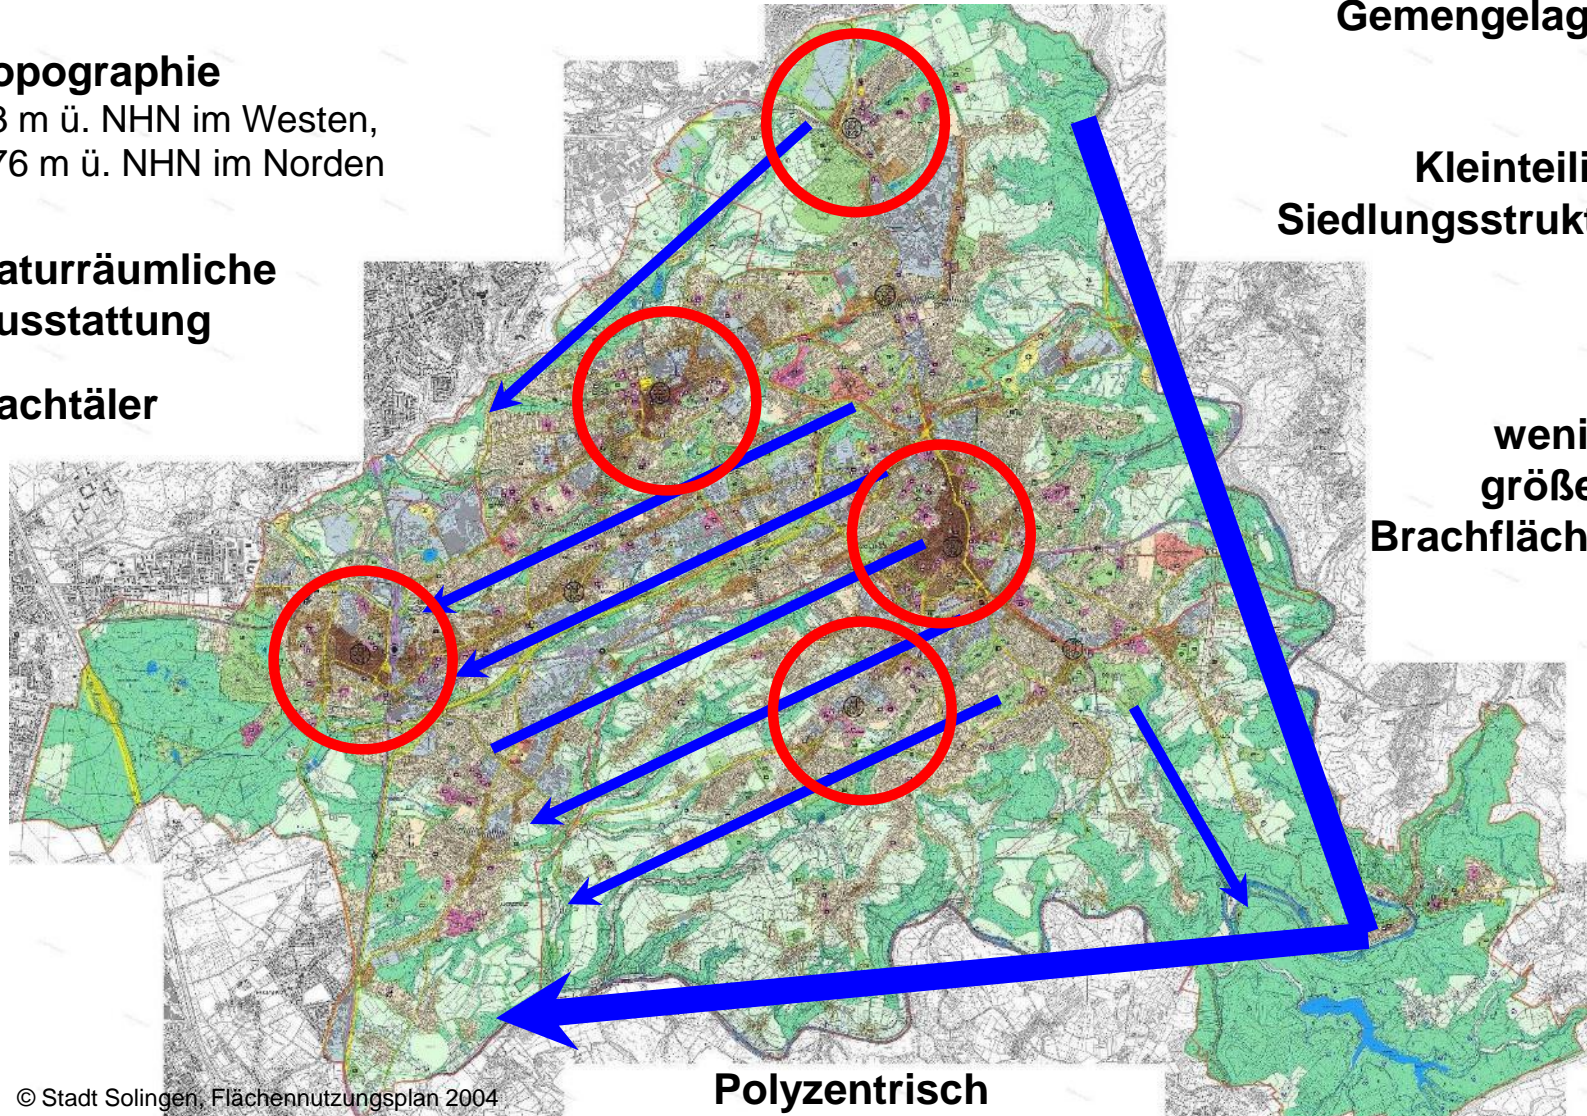 opographie
3 m ü. NHN im Westen,
76 m ü. NHN im Norden
aturräumliche
usstattung
achtäler
Gemengelag
Kleinteili
Siedlungsstrukt
weni
größe
Brachfläch
Polyzentrisch
© Stadt Solingen, Flächennutzungsplan 2004